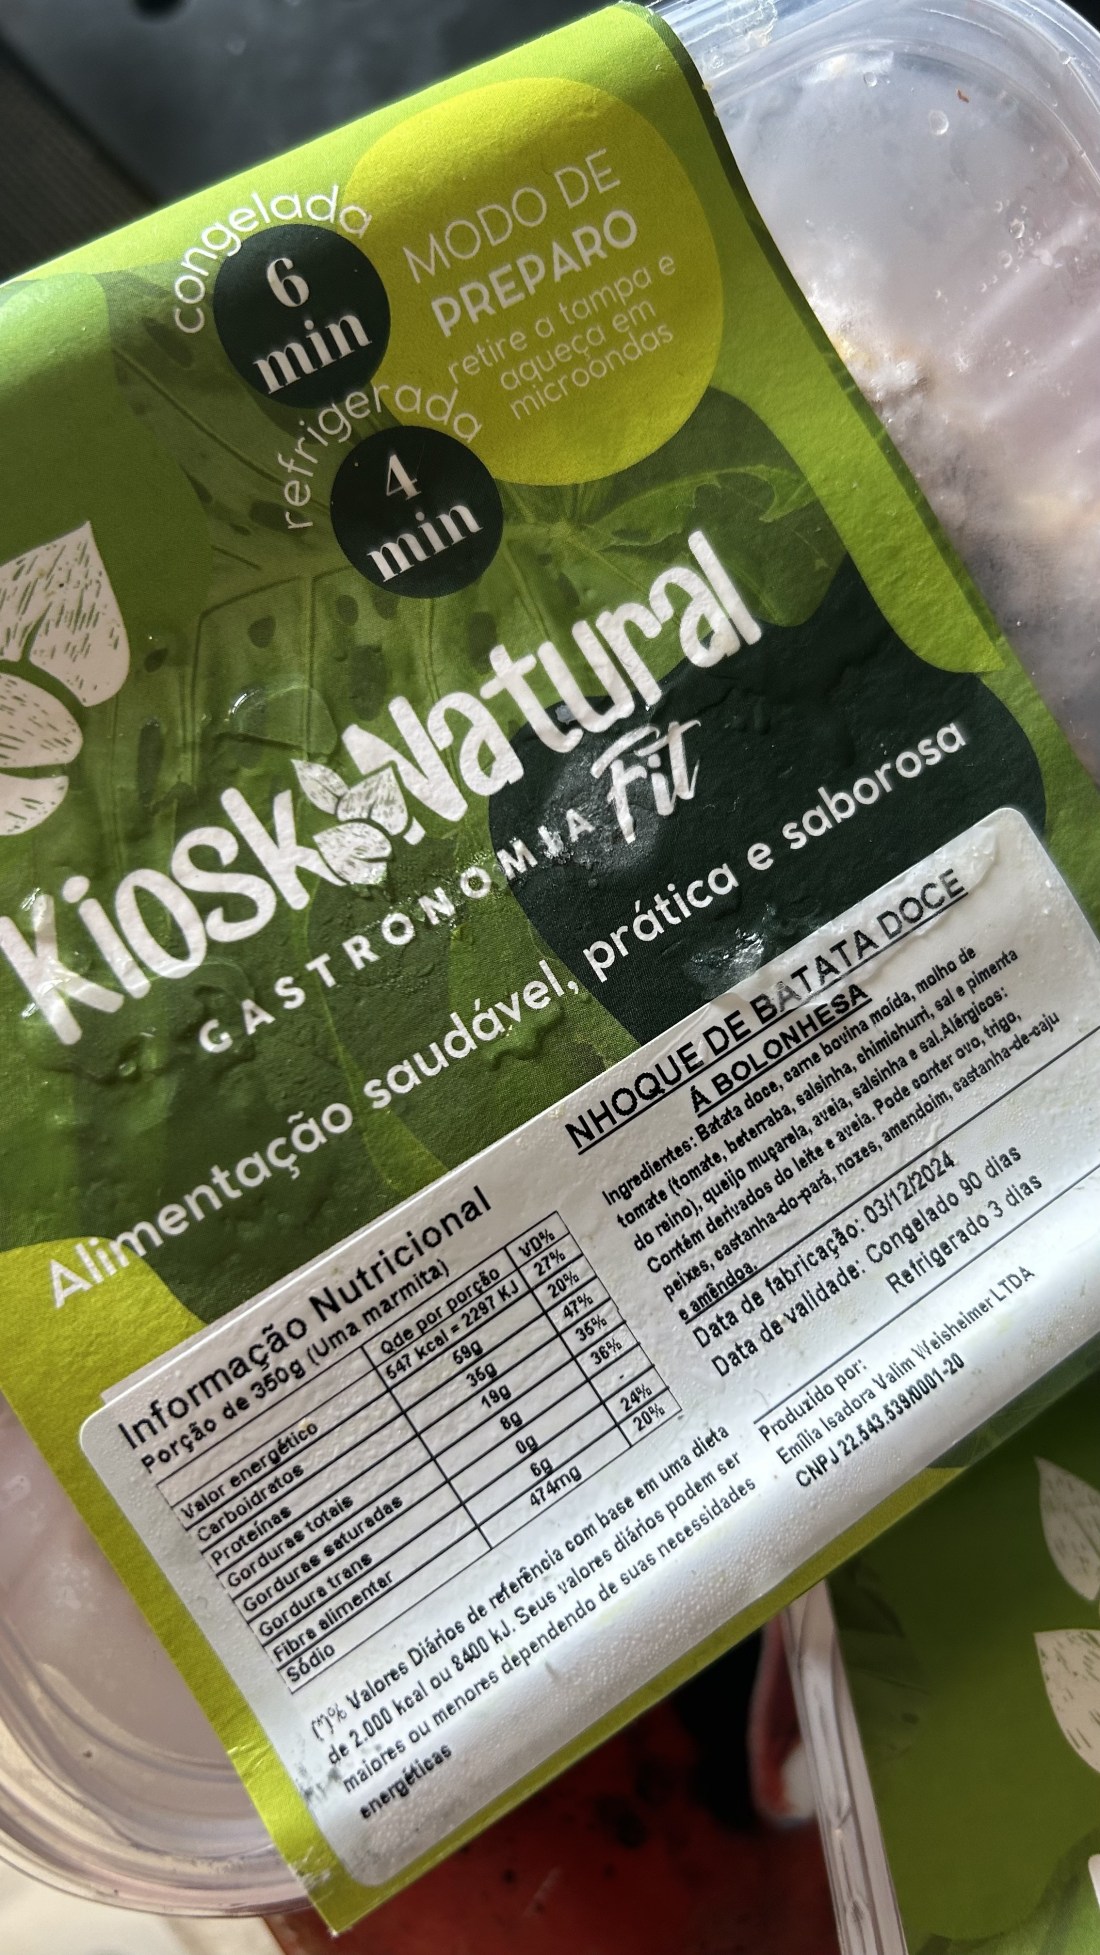 congelada
6
min
MODO DE
PREPARO
retire a tampa e
aqueça em
microondas
refrigerada
4
min
Kiosk Natural
GASTRONOMIA Fit
Alimentação saudável, prática e saborosa
NHOQUE DE BATATA DOCE
Á BOLONHESA
Ingredientes: Batata doce, carne bovina moída, molho de
tomate (tomate, beterraba, salsinha, chimichurri, sal e pimenta
do reino), queijo muçarela, aveia, salsinha e sal.Alérgicos:
Contém derivados do leite e aveia. Pode conter ovo, trigo,
peixes, castanha-do-pará, nozes, amendoim, castanha-de-caju
e amêndoa.
Data de fabricação: 03/12/2024
Data de validade: Congelado 90 dias
Refrigerado 3 dias
Produzido por:
Emília Isadora Valim Weisheimer LTDA
CNPJ 22.543.539/0001-20
Informação Nutricional
Porção de 350g (Uma marmita)
Qde por porção VD%
Valor energético 547 kcal = 2297 KJ 27%
Carboidratos 59g 20%
Proteínas 35g 47%
Gorduras totais 19g 35%
Gorduras saturadas 8g 36%
Gordura trans 0g -
Fibra alimentar 6g 24%
Sódio 474mg 20%
(*)% Valores Diários de referência com base em uma dieta
de 2.000 kcal ou 8400 kJ. Seus valores diários podem ser
maiores ou menores dependendo de suas necessidades
energéticas